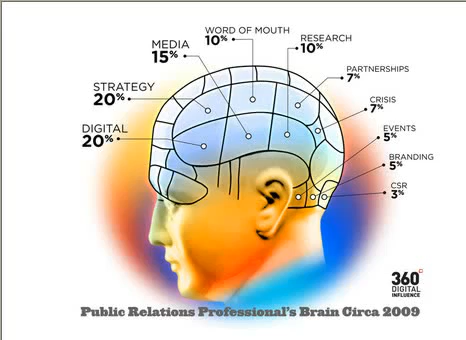 WORD OF MOUTH
10%
RESEARCH
10%
MEDIA
15%
PARTNERSHIPS
7%
STRATEGY
20%
CRISIS
7%
DIGITAL
20%
EVENTS
5%
BRANDING
5%
CSR
3%
360°
DIGITAL
INFLUENCE
Public Relations Professional's Brain Circa 2009